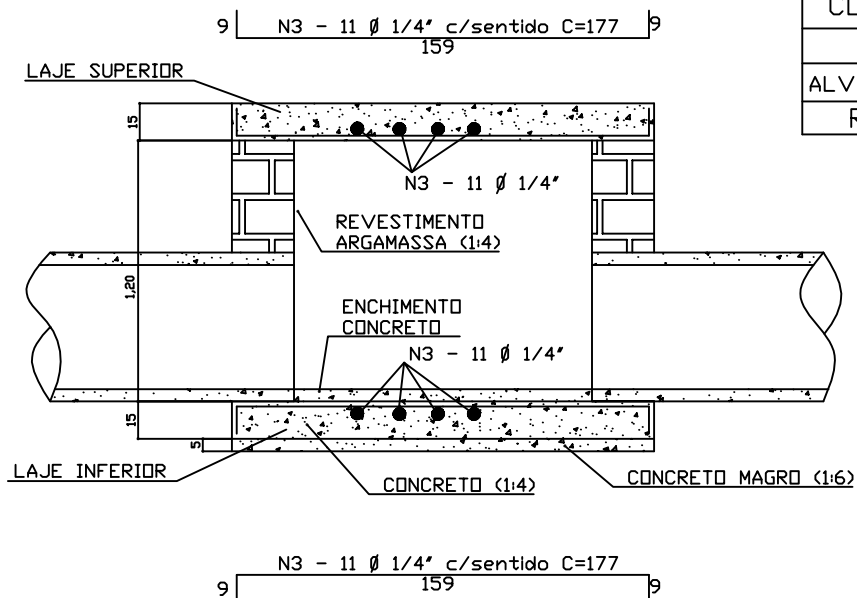 9 N3 - 11 Ø 1/4" c/sentido C=177 9
159
LAJE SUPERIOR
ALV
15
N3 - 11 Ø 1/4"
REVESTIMENTO
ARGAMASSA (1:4)
1,20
ENCHIMENTO
CONCRETO
N3 - 11 Ø 1/4"
15
5
LAJE INFERIOR
CONCRETO (1:4)
CONCRETO MAGRO (1:6)
N3 - 11 Ø 1/4" c/sentido C=177
9 159 9